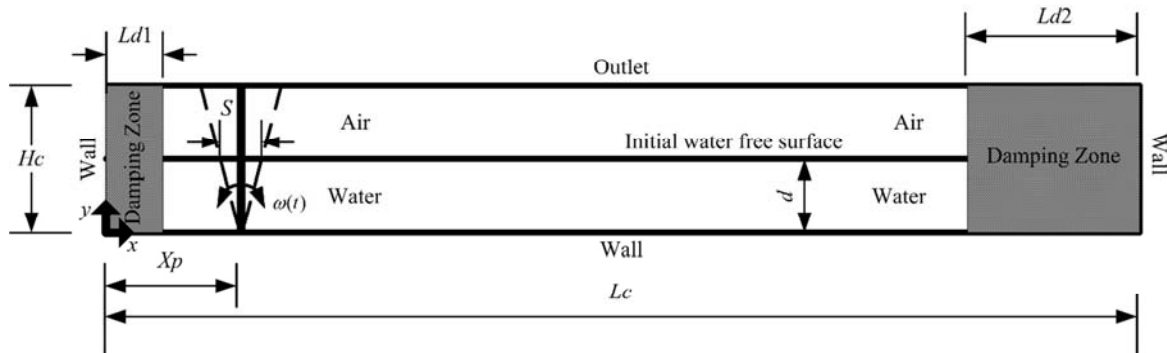 Ld1
Ld2
Outlet
Hc
Wall
Damping Zone
S
Air
Air
Initial water free surface
Damping Zone
Wall
Water
d
Water
ω(t)
y
x
Wall
Xp
Lc